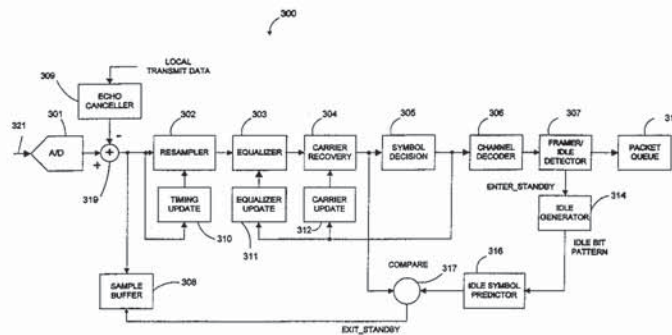 300
LOCAL
TRANSMIT DATA
309
ECHO
CANCELLER
301
302
303
304
305
306
307
321
A/D
-
+
+
319
RESAMPLER
EQUALIZER
CARRIER
RECOVERY
SYMBOL
DECISION
CHANNEL
DECODER
FRAMER/
IDLE
DETECTOR
PACKET
QUEUE
TIMING
UPDATE
310
EQUALIZER
UPDATE
311
CARRIER
UPDATE
312
ENTER_STANDBY
IDLE
GENERATOR
314
IDLE BIT
PATTERN
SAMPLE
BUFFER
308
COMPARE
317
316
IDLE SYMBOL
PREDICTOR
EXIT_STANDBY